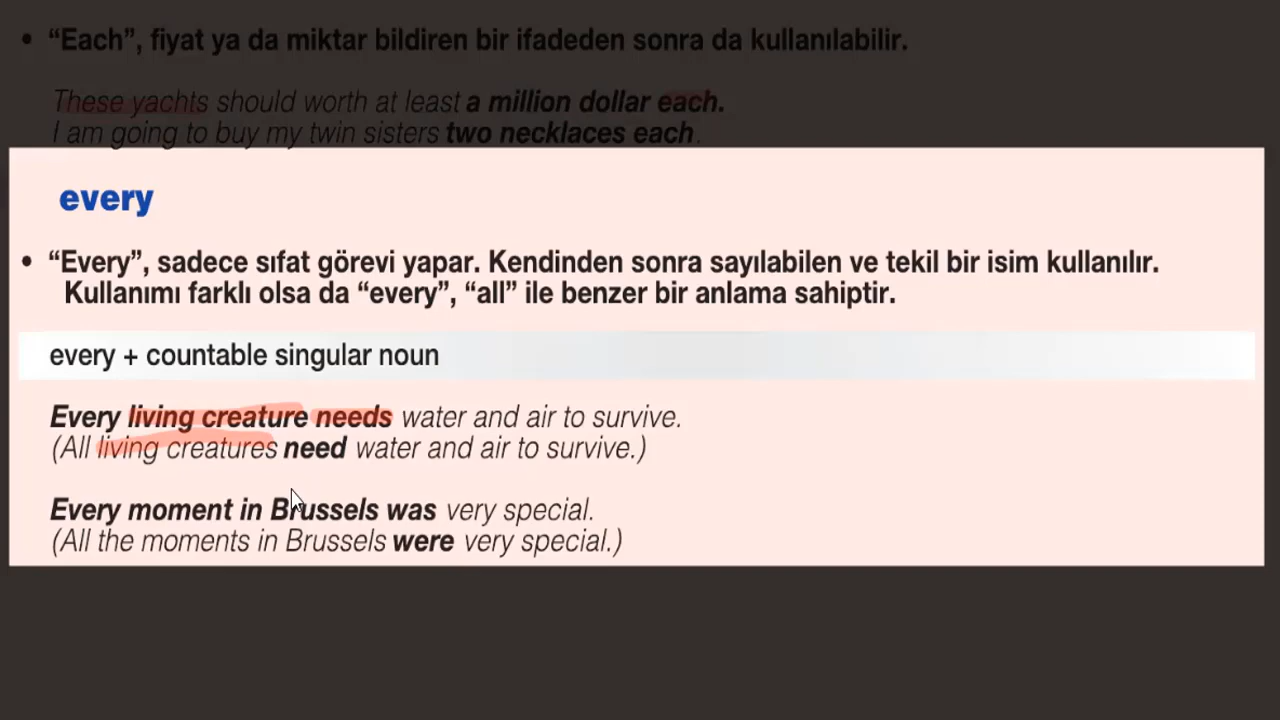 • “Each”, fiyat ya da miktar bildiren bir ifadeden sonra da kullanılabilir.
These yachts should worth at least a million dollar each.
I am going to buy my twin sisters two necklaces each.
every
• “Every”, sadece sıfat görevi yapar. Kendinden sonra sayılabilen ve tekil bir isim kullanılır.
Kullanımı farklı olsa da “every”, “all” ile benzer bir anlama sahiptir.
every + countable singular noun
Every living creature needs water and air to survive.
(All living creatures need water and air to survive.)
Every moment in Brussels was very special.
(All the moments in Brussels were very special.)